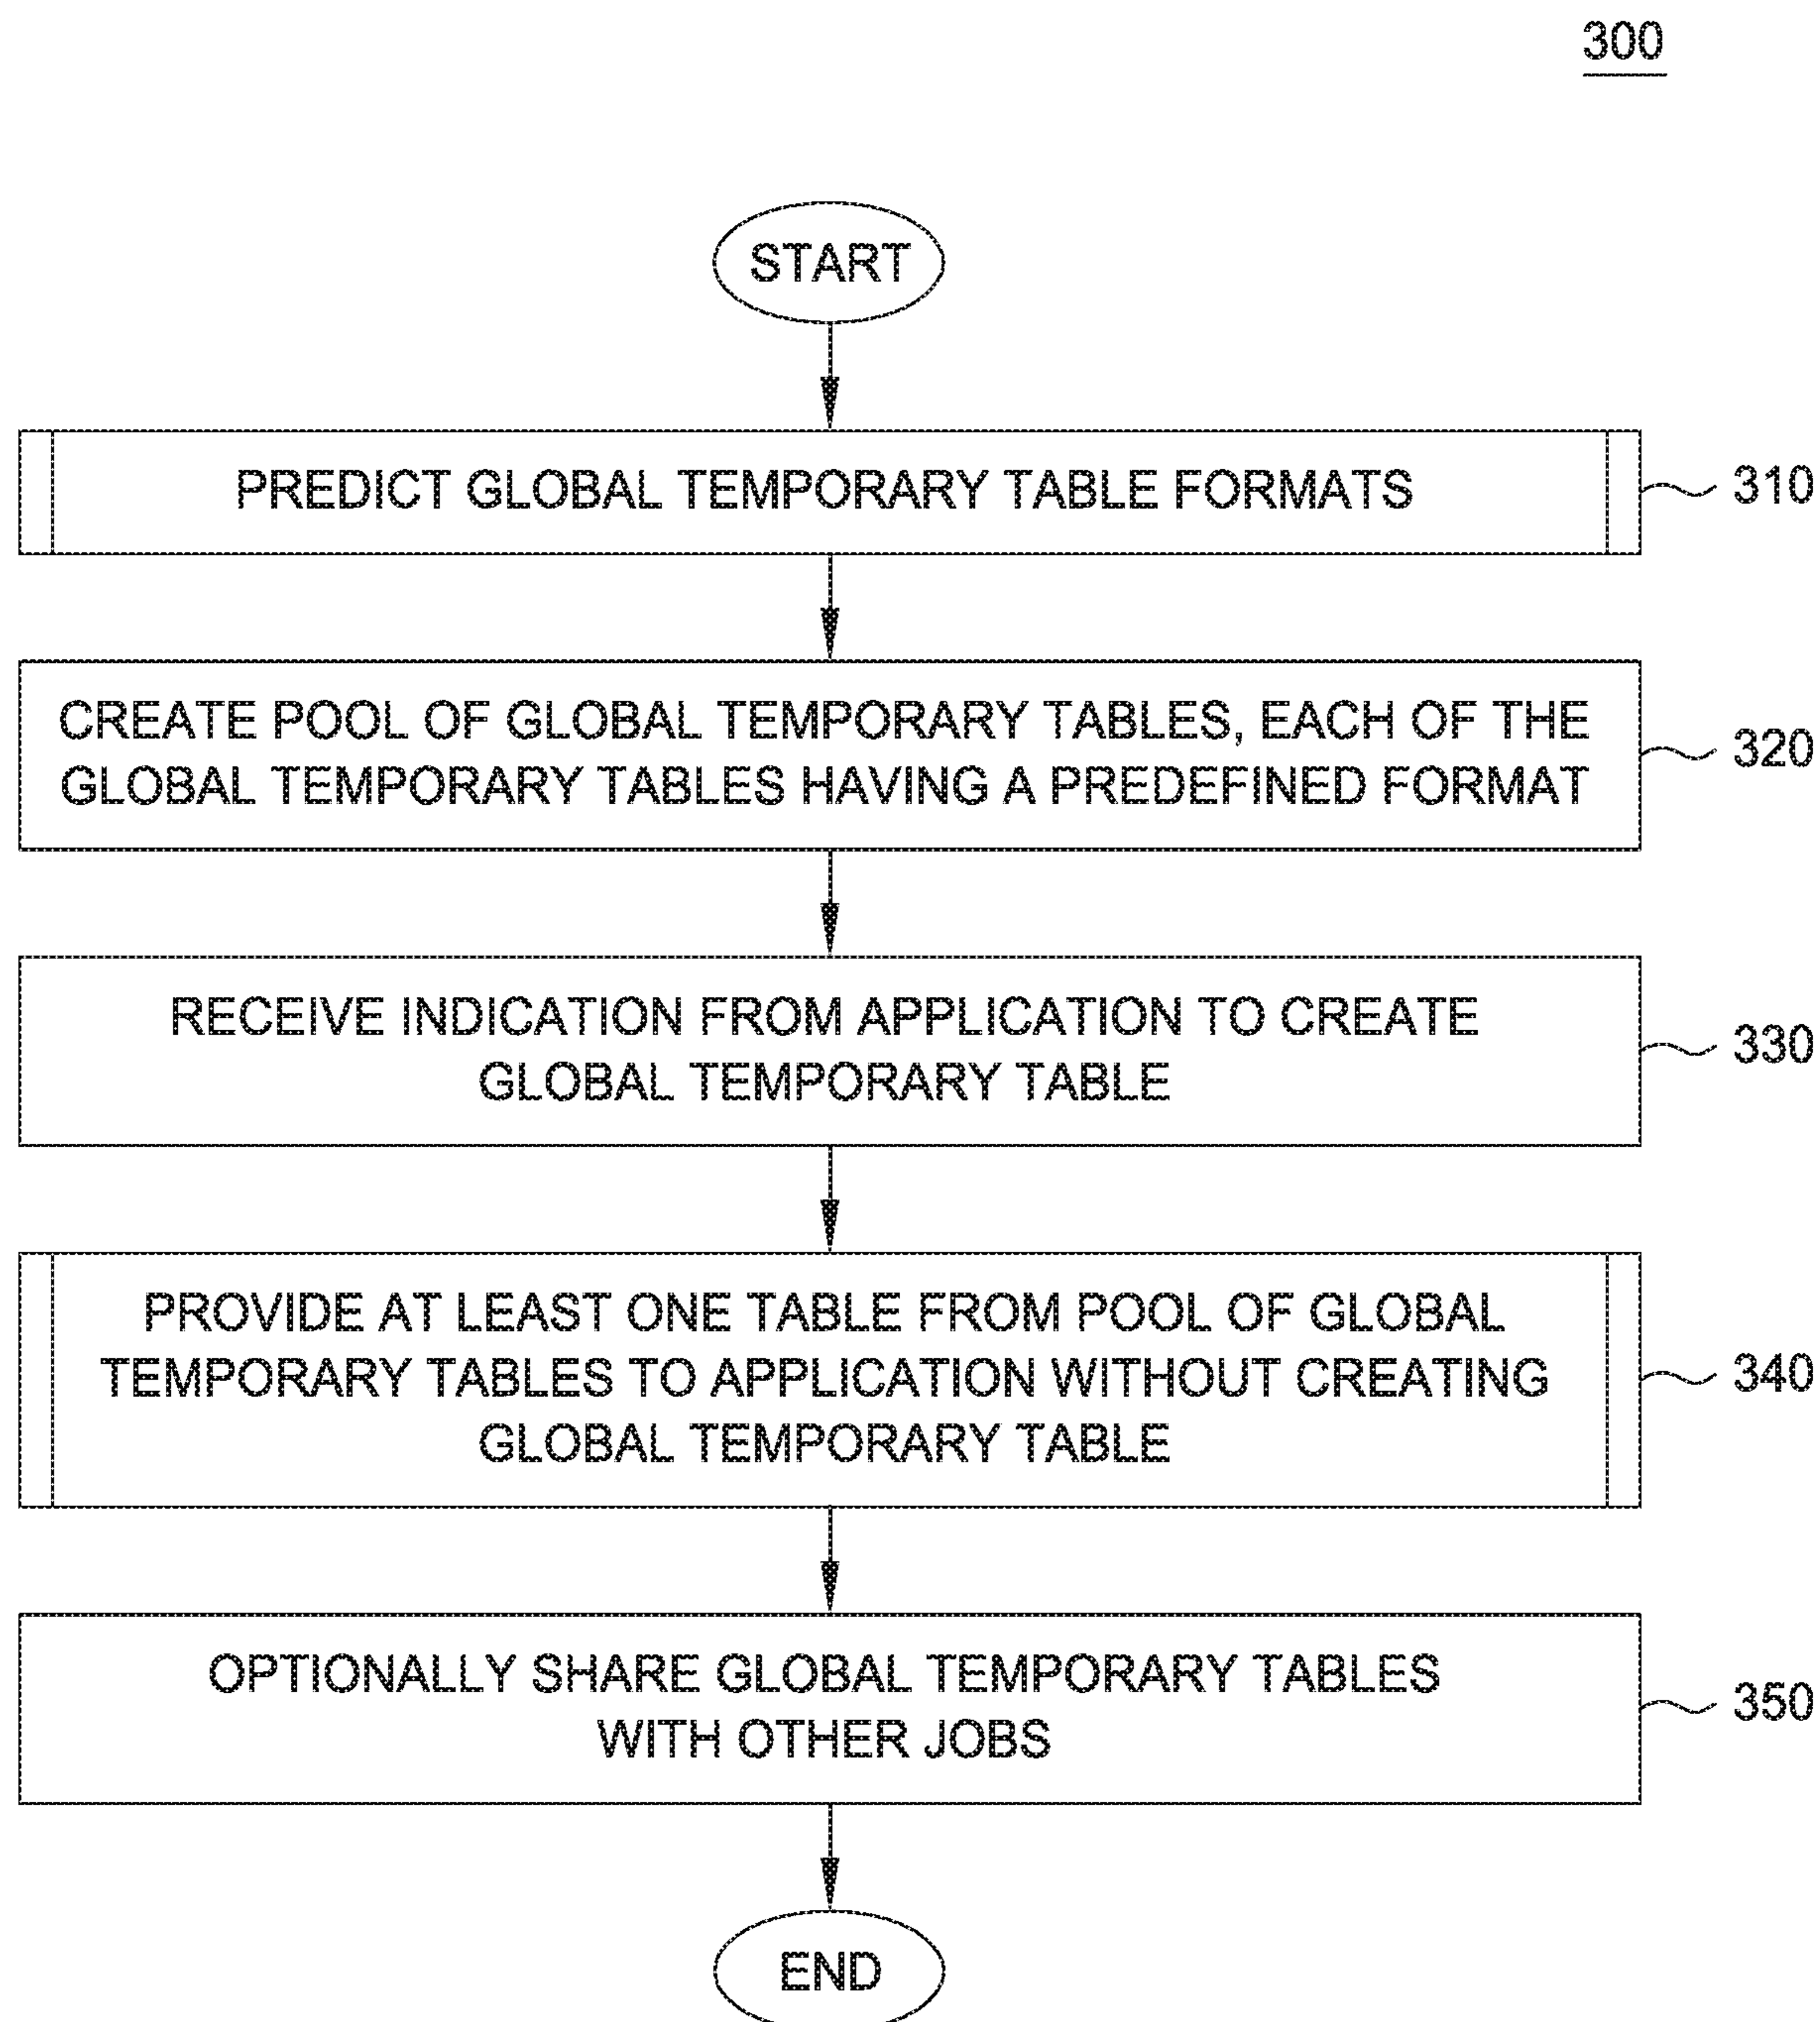 300
START
PREDICT GLOBAL TEMPORARY TABLE FORMATS
310
CREATE POOL OF GLOBAL TEMPORARY TABLES, EACH OF THE
GLOBAL TEMPORARY TABLES HAVING A PREDEFINED FORMAT
320
RECEIVE INDICATION FROM APPLICATION TO CREATE
GLOBAL TEMPORARY TABLE
330
PROVIDE AT LEAST ONE TABLE FROM POOL OF GLOBAL
TEMPORARY TABLES TO APPLICATION WITHOUT CREATING
GLOBAL TEMPORARY TABLE
340
OPTIONALLY SHARE GLOBAL TEMPORARY TABLES
WITH OTHER JOBS
350
END